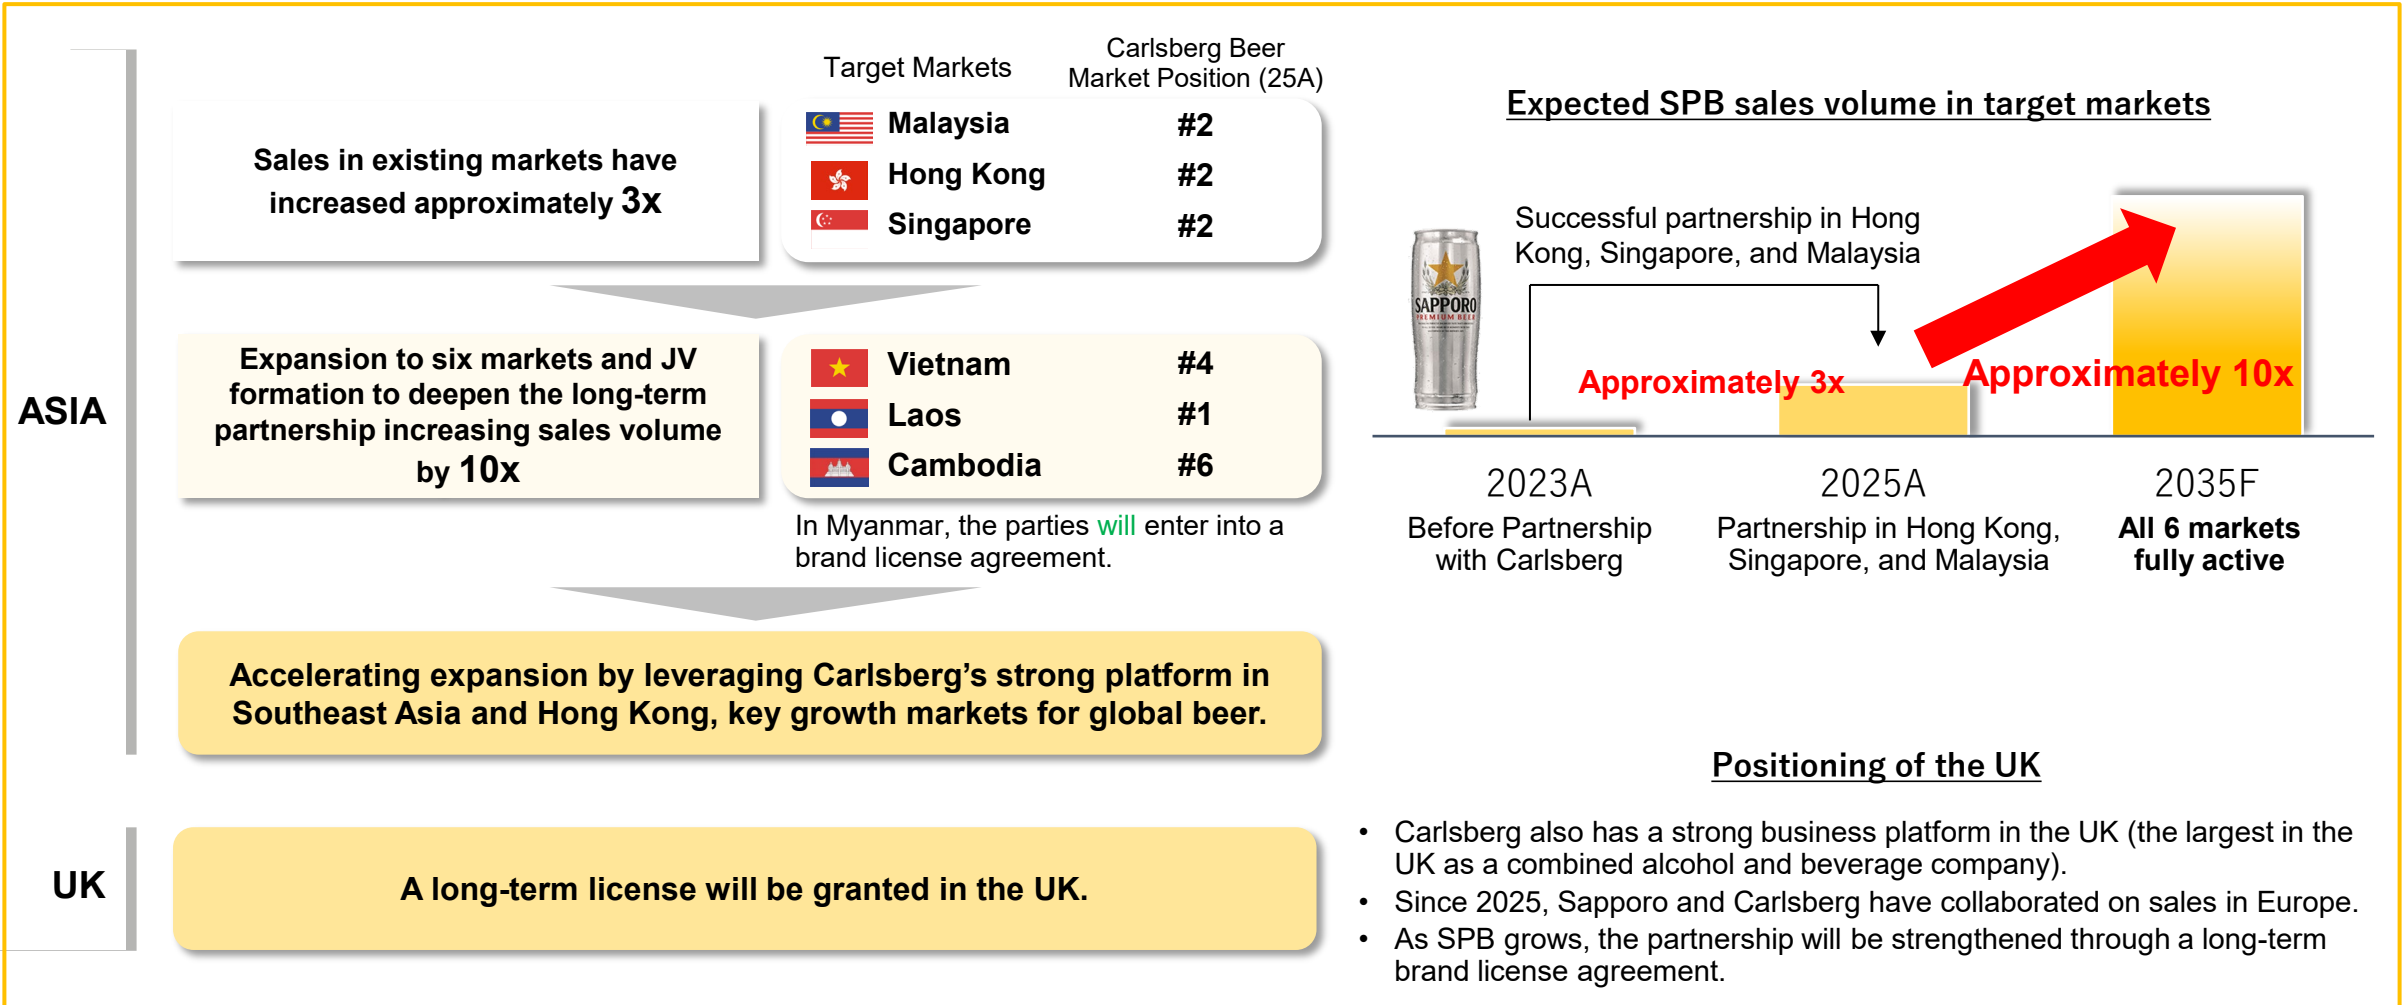 ASIA
Target Markets
Carlsberg Beer
Market Position (25A)
Sales in existing markets have
increased approximately 3x
Malaysia #2
Hong Kong #2
Singapore #2
Expansion to six markets and JV
formation to deepen the long-term
partnership increasing sales volume
by 10x
Vietnam #4
Laos #1
Cambodia #6
In Myanmar, the parties will enter into a
brand license agreement.
Accelerating expansion by leveraging Carlsberg’s strong platform in
Southeast Asia and Hong Kong, key growth markets for global beer.
UK
A long-term license will be granted in the UK.
Expected SPB sales volume in target markets
Successful partnership in Hong
Kong, Singapore, and Malaysia
SAPPORO
PREMIUM BEER
Approximately 3x
Approximately 10x
2023A
Before Partnership
with Carlsberg
2025A
Partnership in Hong Kong,
Singapore, and Malaysia
2035F
All 6 markets
fully active
Positioning of the UK
• Carlsberg also has a strong business platform in the UK (the largest in the
UK as a combined alcohol and beverage company).
• Since 2025, Sapporo and Carlsberg have collaborated on sales in Europe.
• As SPB grows, the partnership will be strengthened through a long-term
brand license agreement.